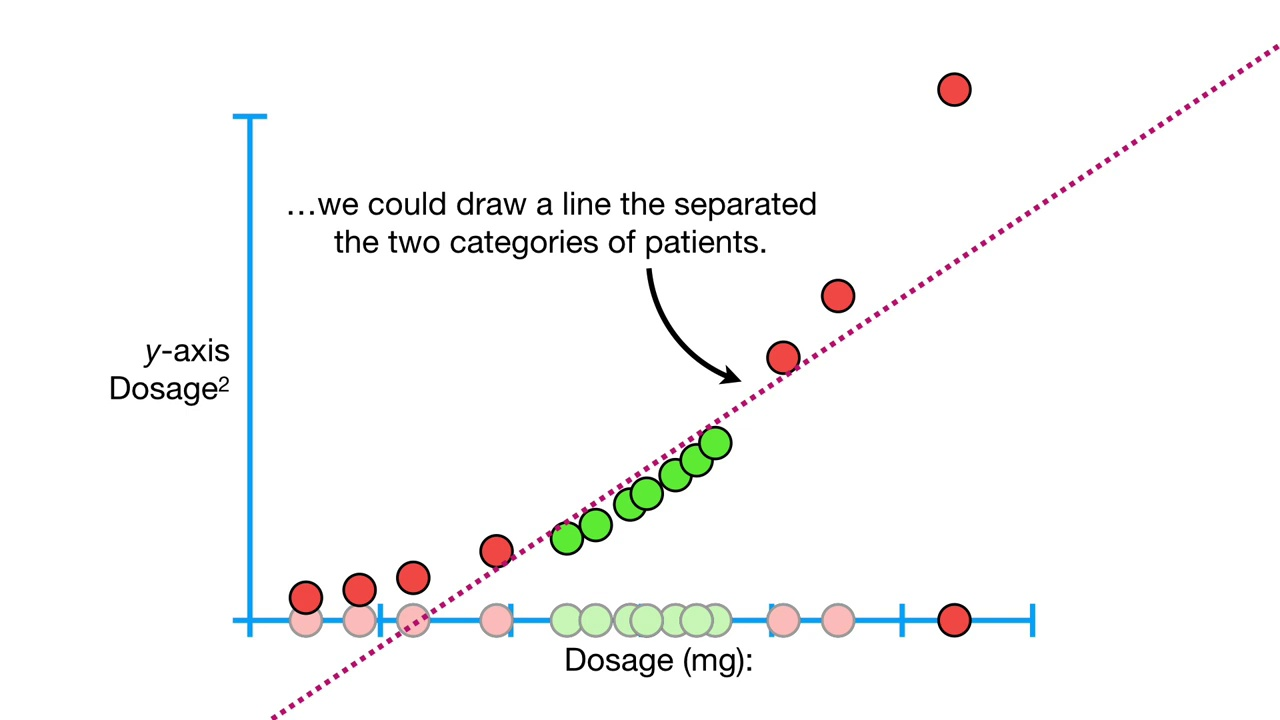 …we could draw a line the separated
the two categories of patients.
y-axis
Dosage²
Dosage (mg):